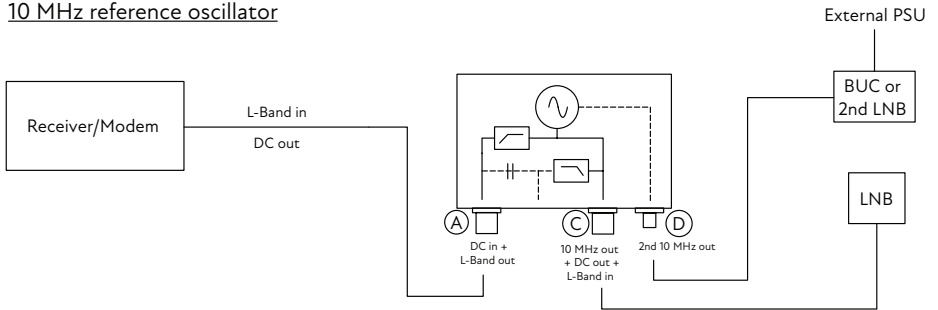 10 MHz reference oscillator
External PSU
Receiver/Modem
L-Band in
DC out
BUC or
2nd LNB
LNB
A
C
D
DC in +
L-Band out
10 MHz out
+ DC out +
L-Band in
2nd 10 MHz out